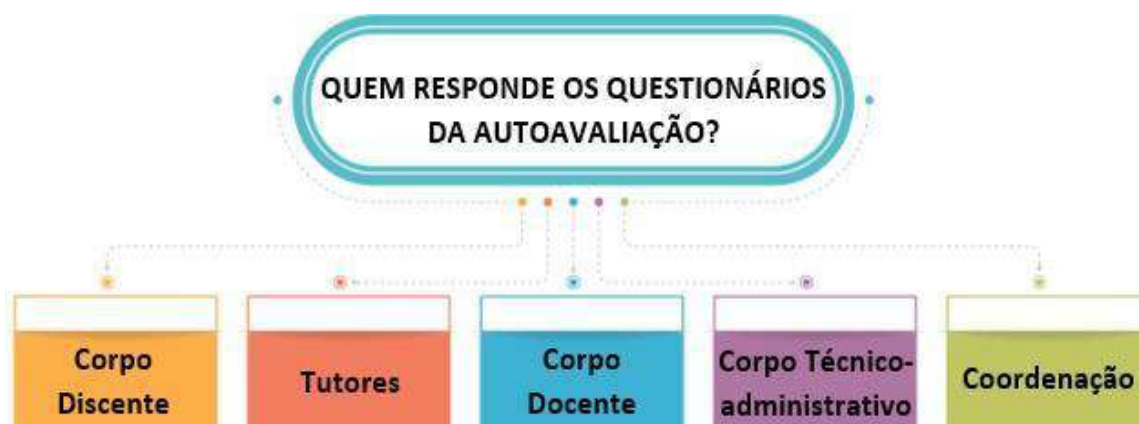 QUEM RESPONDE OS QUESTIONÁRIOS
DA AUTOAVALIAÇÃO?
Corpo
Discente
Tutores
Corpo
Docente
Corpo Técnico-
administrativo
Coordenação